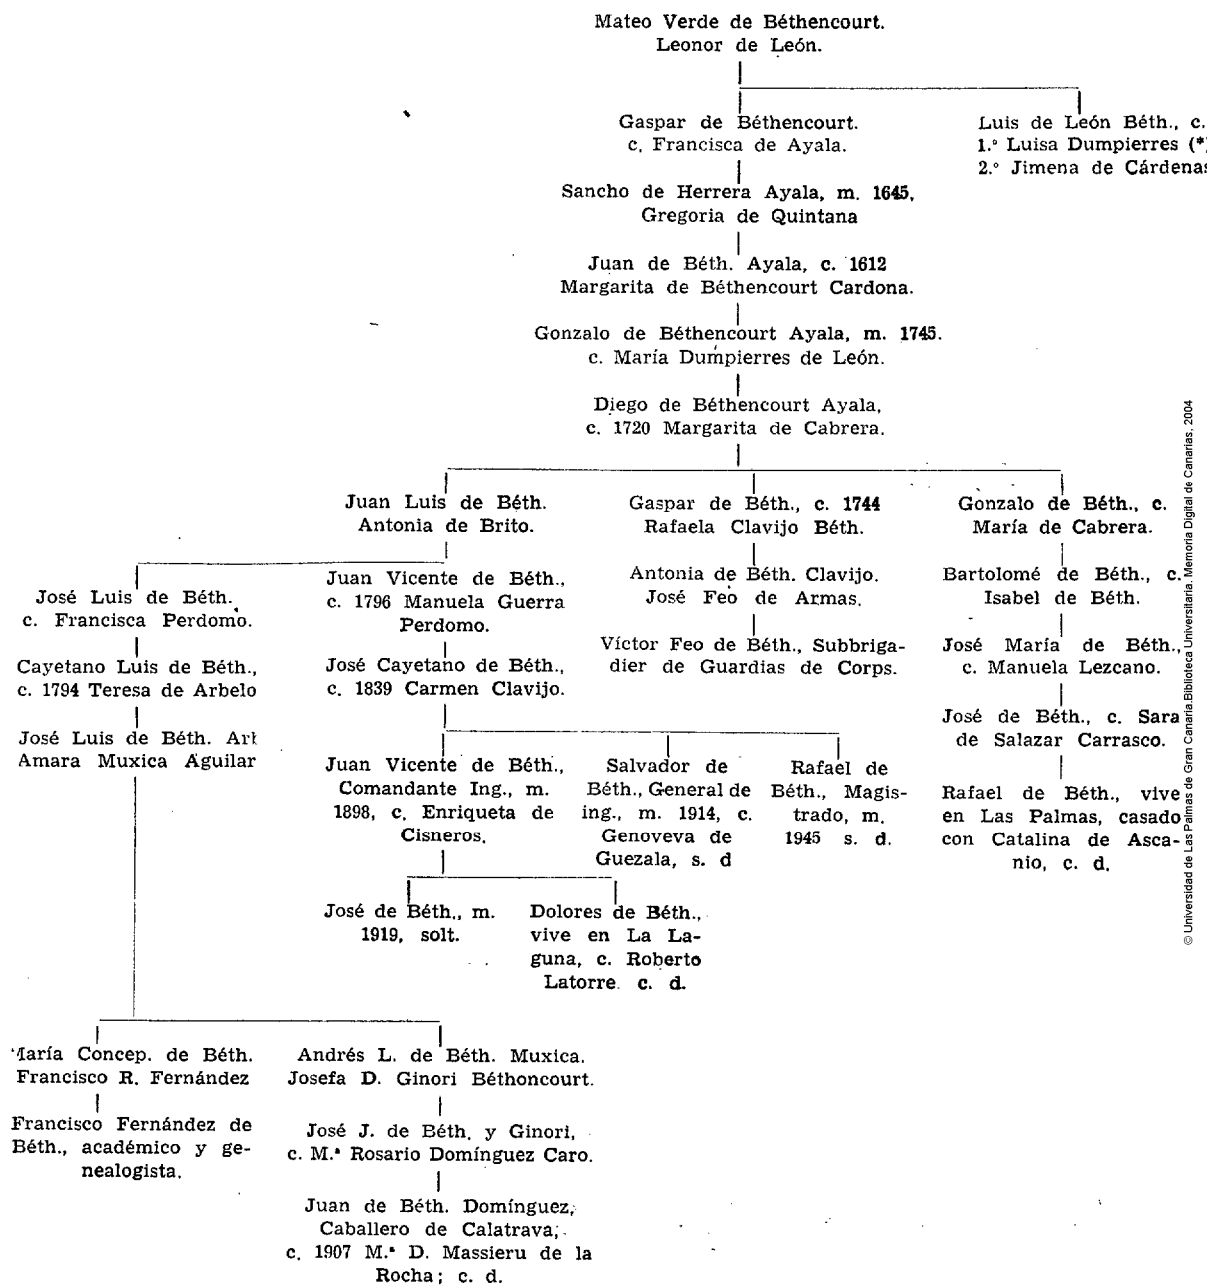 Mateo Verde de Béthencourt.
Leonor de León.
Gaspar de Béthencourt.
c. Francisca de Ayala.
Luis de León Béth., c.
1.º Luisa Dumpierres (*)
2.º Jimena de Cárdenas
Sancho de Herrera Ayala, m. 1645,
Gregoria de Quintana
Juan de Béth. Ayala, c. 1612
Margarita de Béthencourt Cardona.
Gonzalo de Béthencourt Ayala, m. 1745.
c. María Dumpierres de León.
Diego de Béthencourt Ayala,
c. 1720 Margarita de Cabrera.
Juan Luis de Béth.
Antonia de Brito.
Gaspar de Béth., c. 1744
Rafaela Clavijo Béth.
Gonzalo de Béth., c.
María de Cabrera.
José Luis de Béth.
c. Francisca Perdomo.
Juan Vicente de Béth.,
c. 1796 Manuela Guerra
Perdomo.
Antonia de Béth. Clavijo.
José Feo de Armas.
Bartolomé de Béth., c.
Isabel de Béth.
Cayetano Luis de Béth.,
c. 1794 Teresa de Arbelo
José Cayetano de Béth.,
c. 1839 Carmen Clavijo.
Víctor Feo de Béth., Subbriga-
dier de Guardias de Corps.
José María de Béth.,
c. Manuela Lezcano.
José Luis de Béth. Art
Amara Muxica Aguilar
José de Béth., c. Sara
de Salazar Carrasco.
Juan Vicente de Béth.,
Comandante Ing., m.
1898, c. Enriqueta de
Cisneros.
Salvador de
Béth., General de
ing., m. 1914, c.
Genoveva de
Guezala, s. d
Rafael de
Béth., Magis-
trado, m.
1945 s. d.
Rafael de Béth., vive
en Las Palmas, casado
con Catalina de Asca-
nio, c. d.
José de Béth., m.
1919, solt.
Dolores de Béth.,
vive en La La-
guna, c. Roberto
Latorre. c. d.
María Concep. de Béth.
Francisco R. Fernández
Andrés L. de Béth. Muxica.
Josefa D. Ginori Béthoncourt.
Francisco Fernández de
Béth., académico y ge-
nealogista.
José J. de Béth. y Ginori,
c. M.ª Rosario Domínguez Caro.
Juan de Béth. Domínguez,
Caballero de Calatrava,
c. 1907 M.ª D. Massieru de la
Rocha; c. d.
© Universidad de Las Palmas de Gran Canaria.Biblioteca Universitaria. Memoria Digital de Canarias, 2004